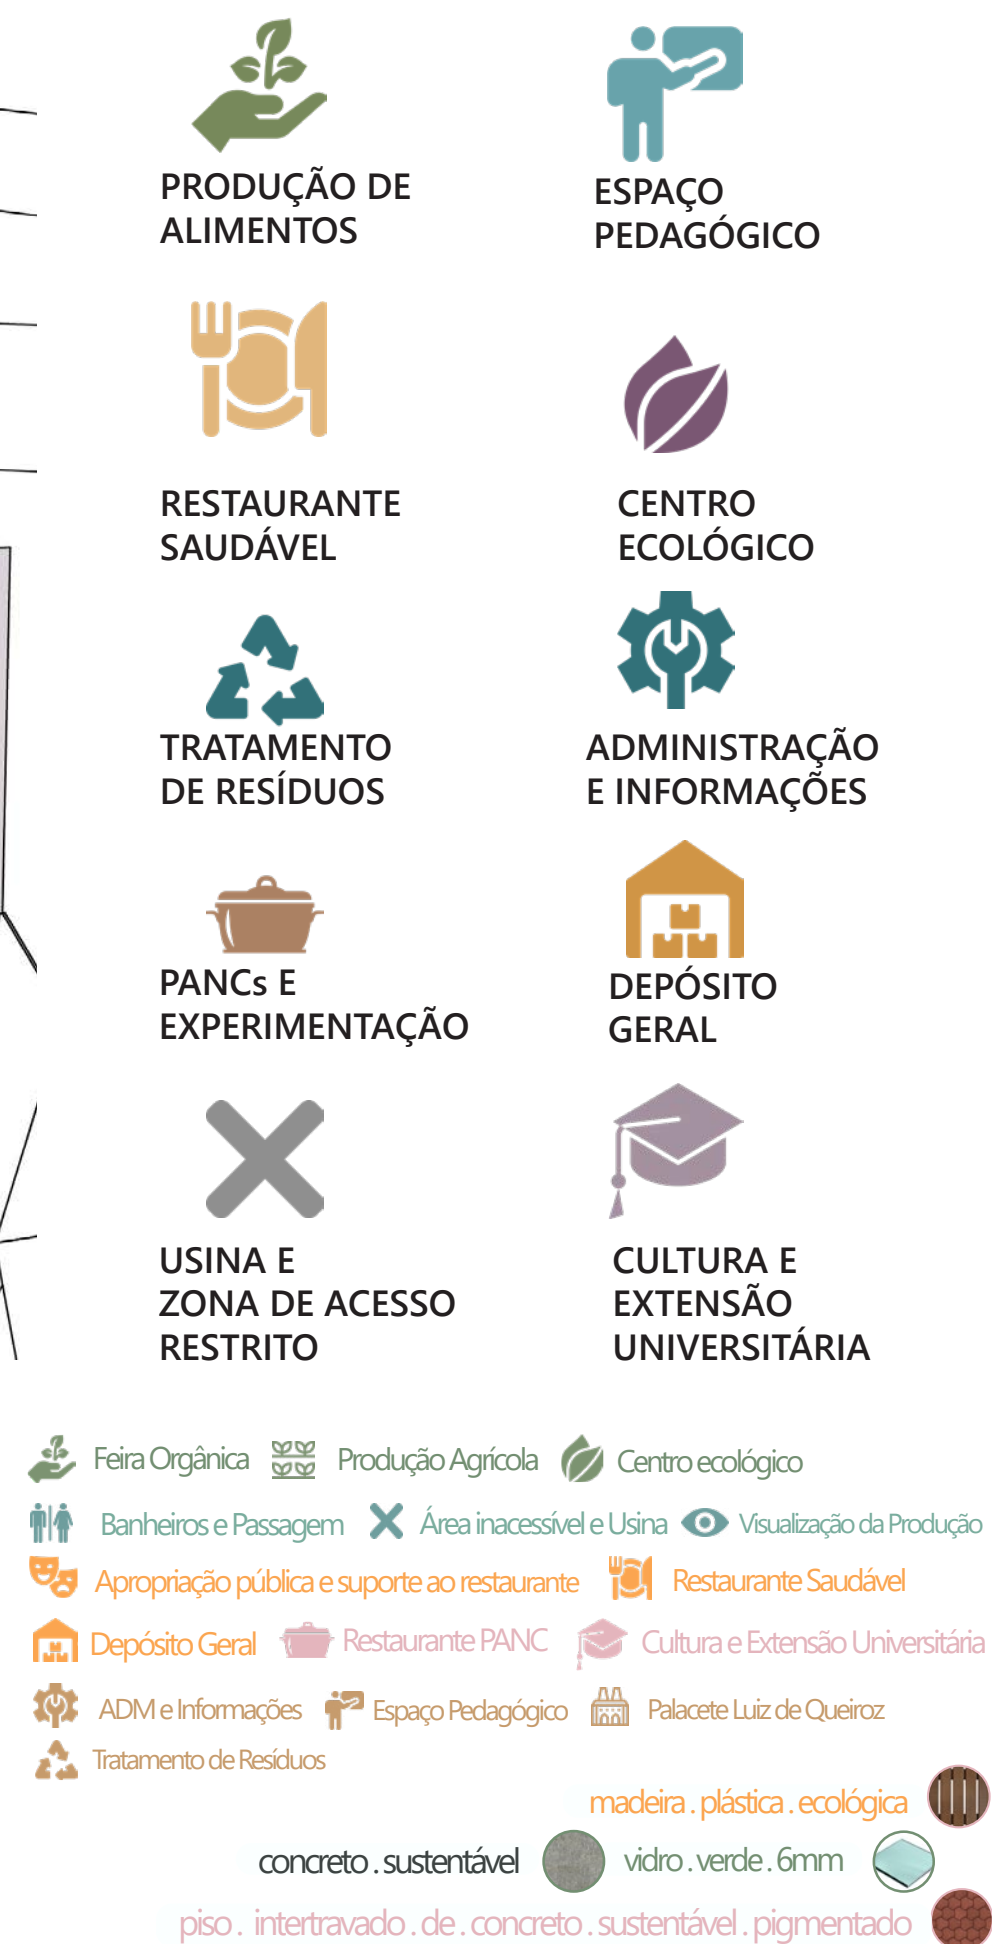 PRODUÇÃO DE
ALIMENTOS
ESPAÇO
PEDAGÓGICO
RESTAURANTE
SAUDÁVEL
CENTRO
ECOLÓGICO
TRATAMENTO
DE RESÍDUOS
ADMINISTRAÇÃO
E INFORMAÇÕES
PANCs E
EXPERIMENTAÇÃO
DEPÓSITO
GERAL
USINA E
ZONA DE ACESSO
RESTRITO
CULTURA E
EXTENSÃO
UNIVERSITÁRIA
Feira Orgânica Produção Agrícola Centro ecológico
Banheiros e Passagem Área inacessível e Usina Visualização da Produção
Apropriação pública e suporte ao restaurante Restaurante Saudável
Depósito Geral Restaurante PANC Cultura e Extensão Universitária
ADM e Informações Espaço Pedagógico Palacete Luiz de Queiroz
Tratamento de Resíduos
madeira . plástica . ecológica
concreto . sustentável vidro . verde . 6mm
piso . intertravado . de . concreto . sustentável . pigmentado